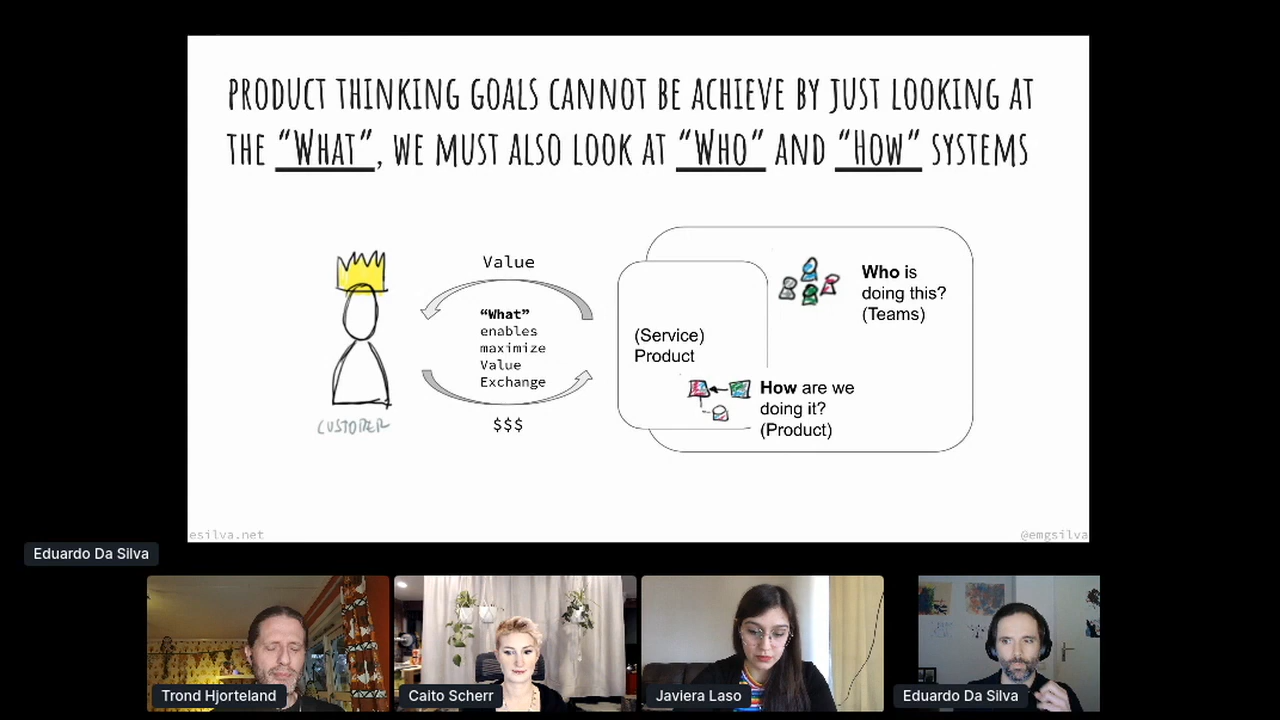 PRODUCT THINKING GOALS CANNOT BE ACHIEVE BY JUST LOOKING AT
THE “WHAT”, WE MUST ALSO LOOK AT “WHO” AND “HOW” SYSTEMS
Value
“What”
enables
maximize
Value
Exchange
$$$
CUSTOMER
(Service)
Product
Who is
doing this?
(Teams)
How are we
doing it?
(Product)
esilva.net
@emgsilva
Eduardo Da Silva
Trond Hjorteland
Caito Scherr
Javiera Laso
Eduardo Da Silva